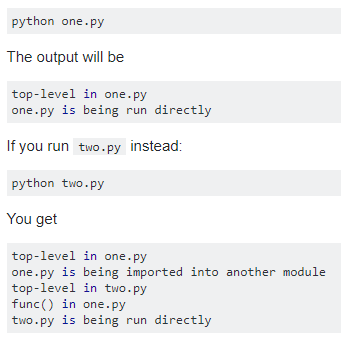 python one.py
The output will be
top-level in one.py
one.py is being run directly
If you run two.py instead:
python two.py
You get
top-level in one.py
one.py is being imported into another module
top-level in two.py
func() in one.py
two.py is being run directly